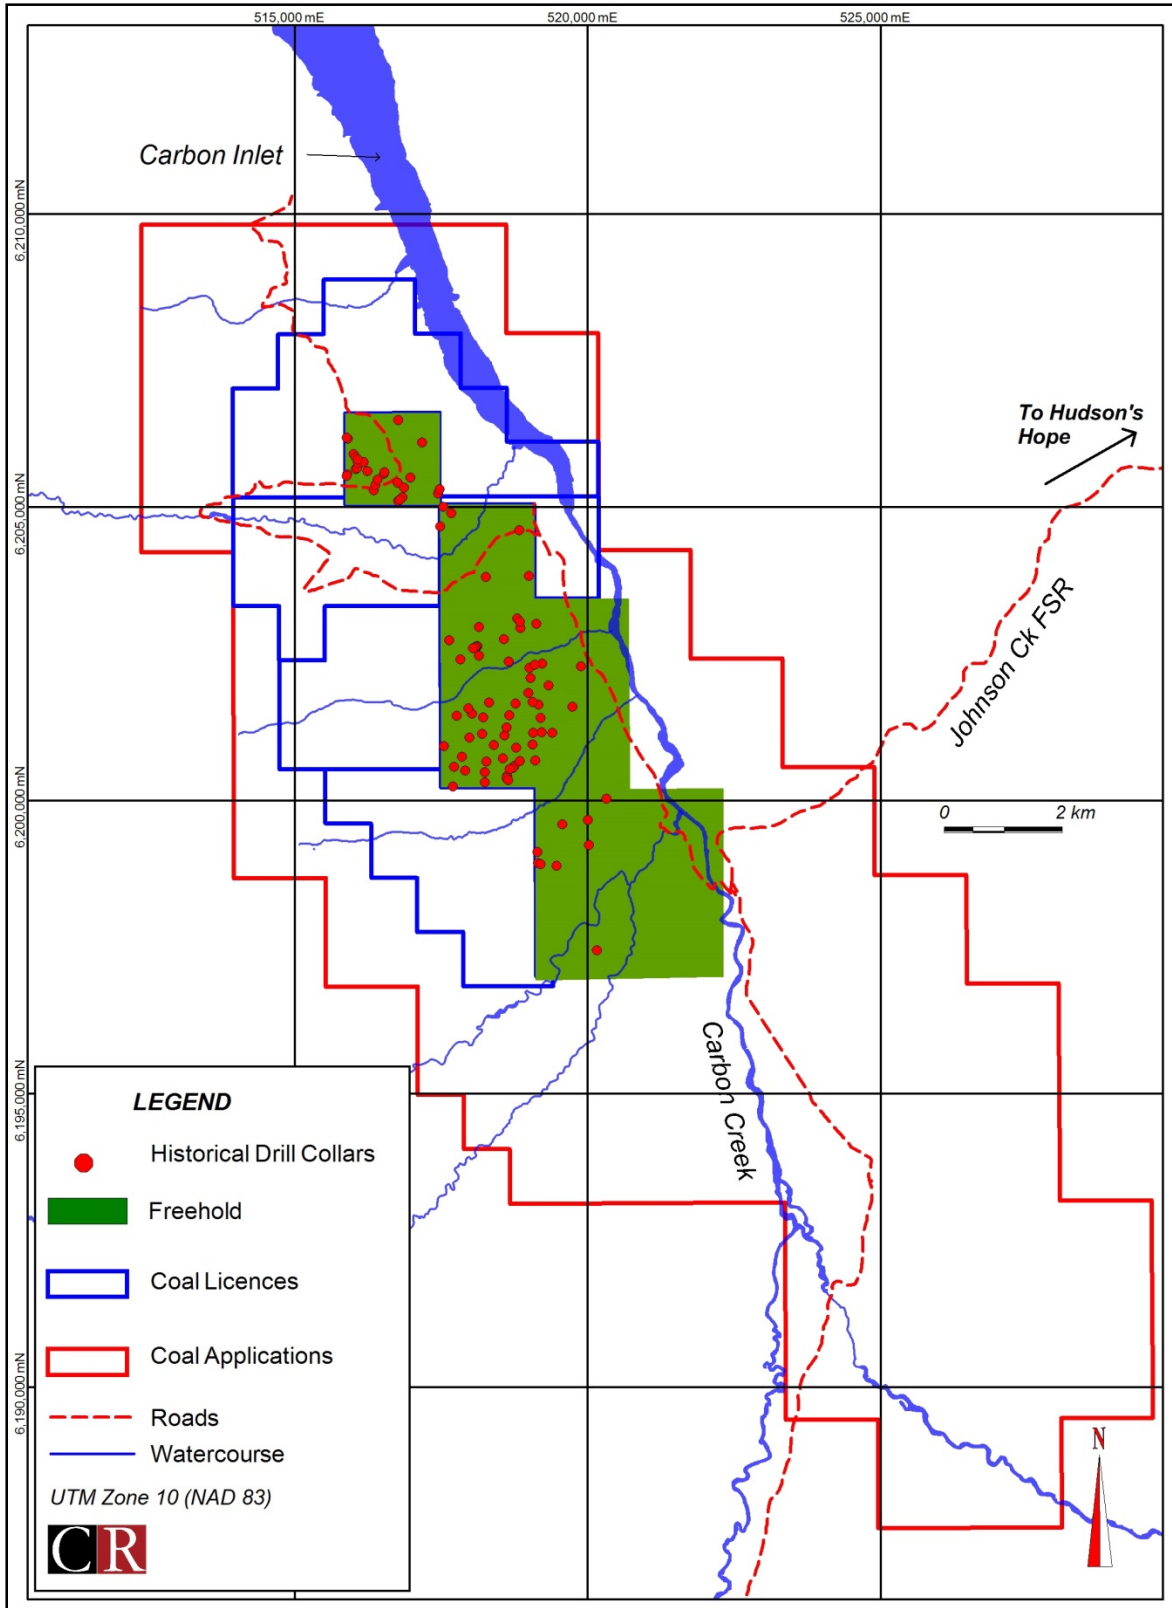 515,000 mE
520,000 mE
525,000 mE
Carbon Inlet
6,210,000 mN
To Hudson's
Hope
6,205,000 mN
Johnson Ck FSR
6,200,000 mN
0 2 km
Carbon Creek
6,195,000 mN
LEGEND
Historical Drill Collars
Freehold
Coal Licences
Coal Applications
Roads
Watercourse
UTM Zone 10 (NAD 83)
CR
6,190,000 mN
N